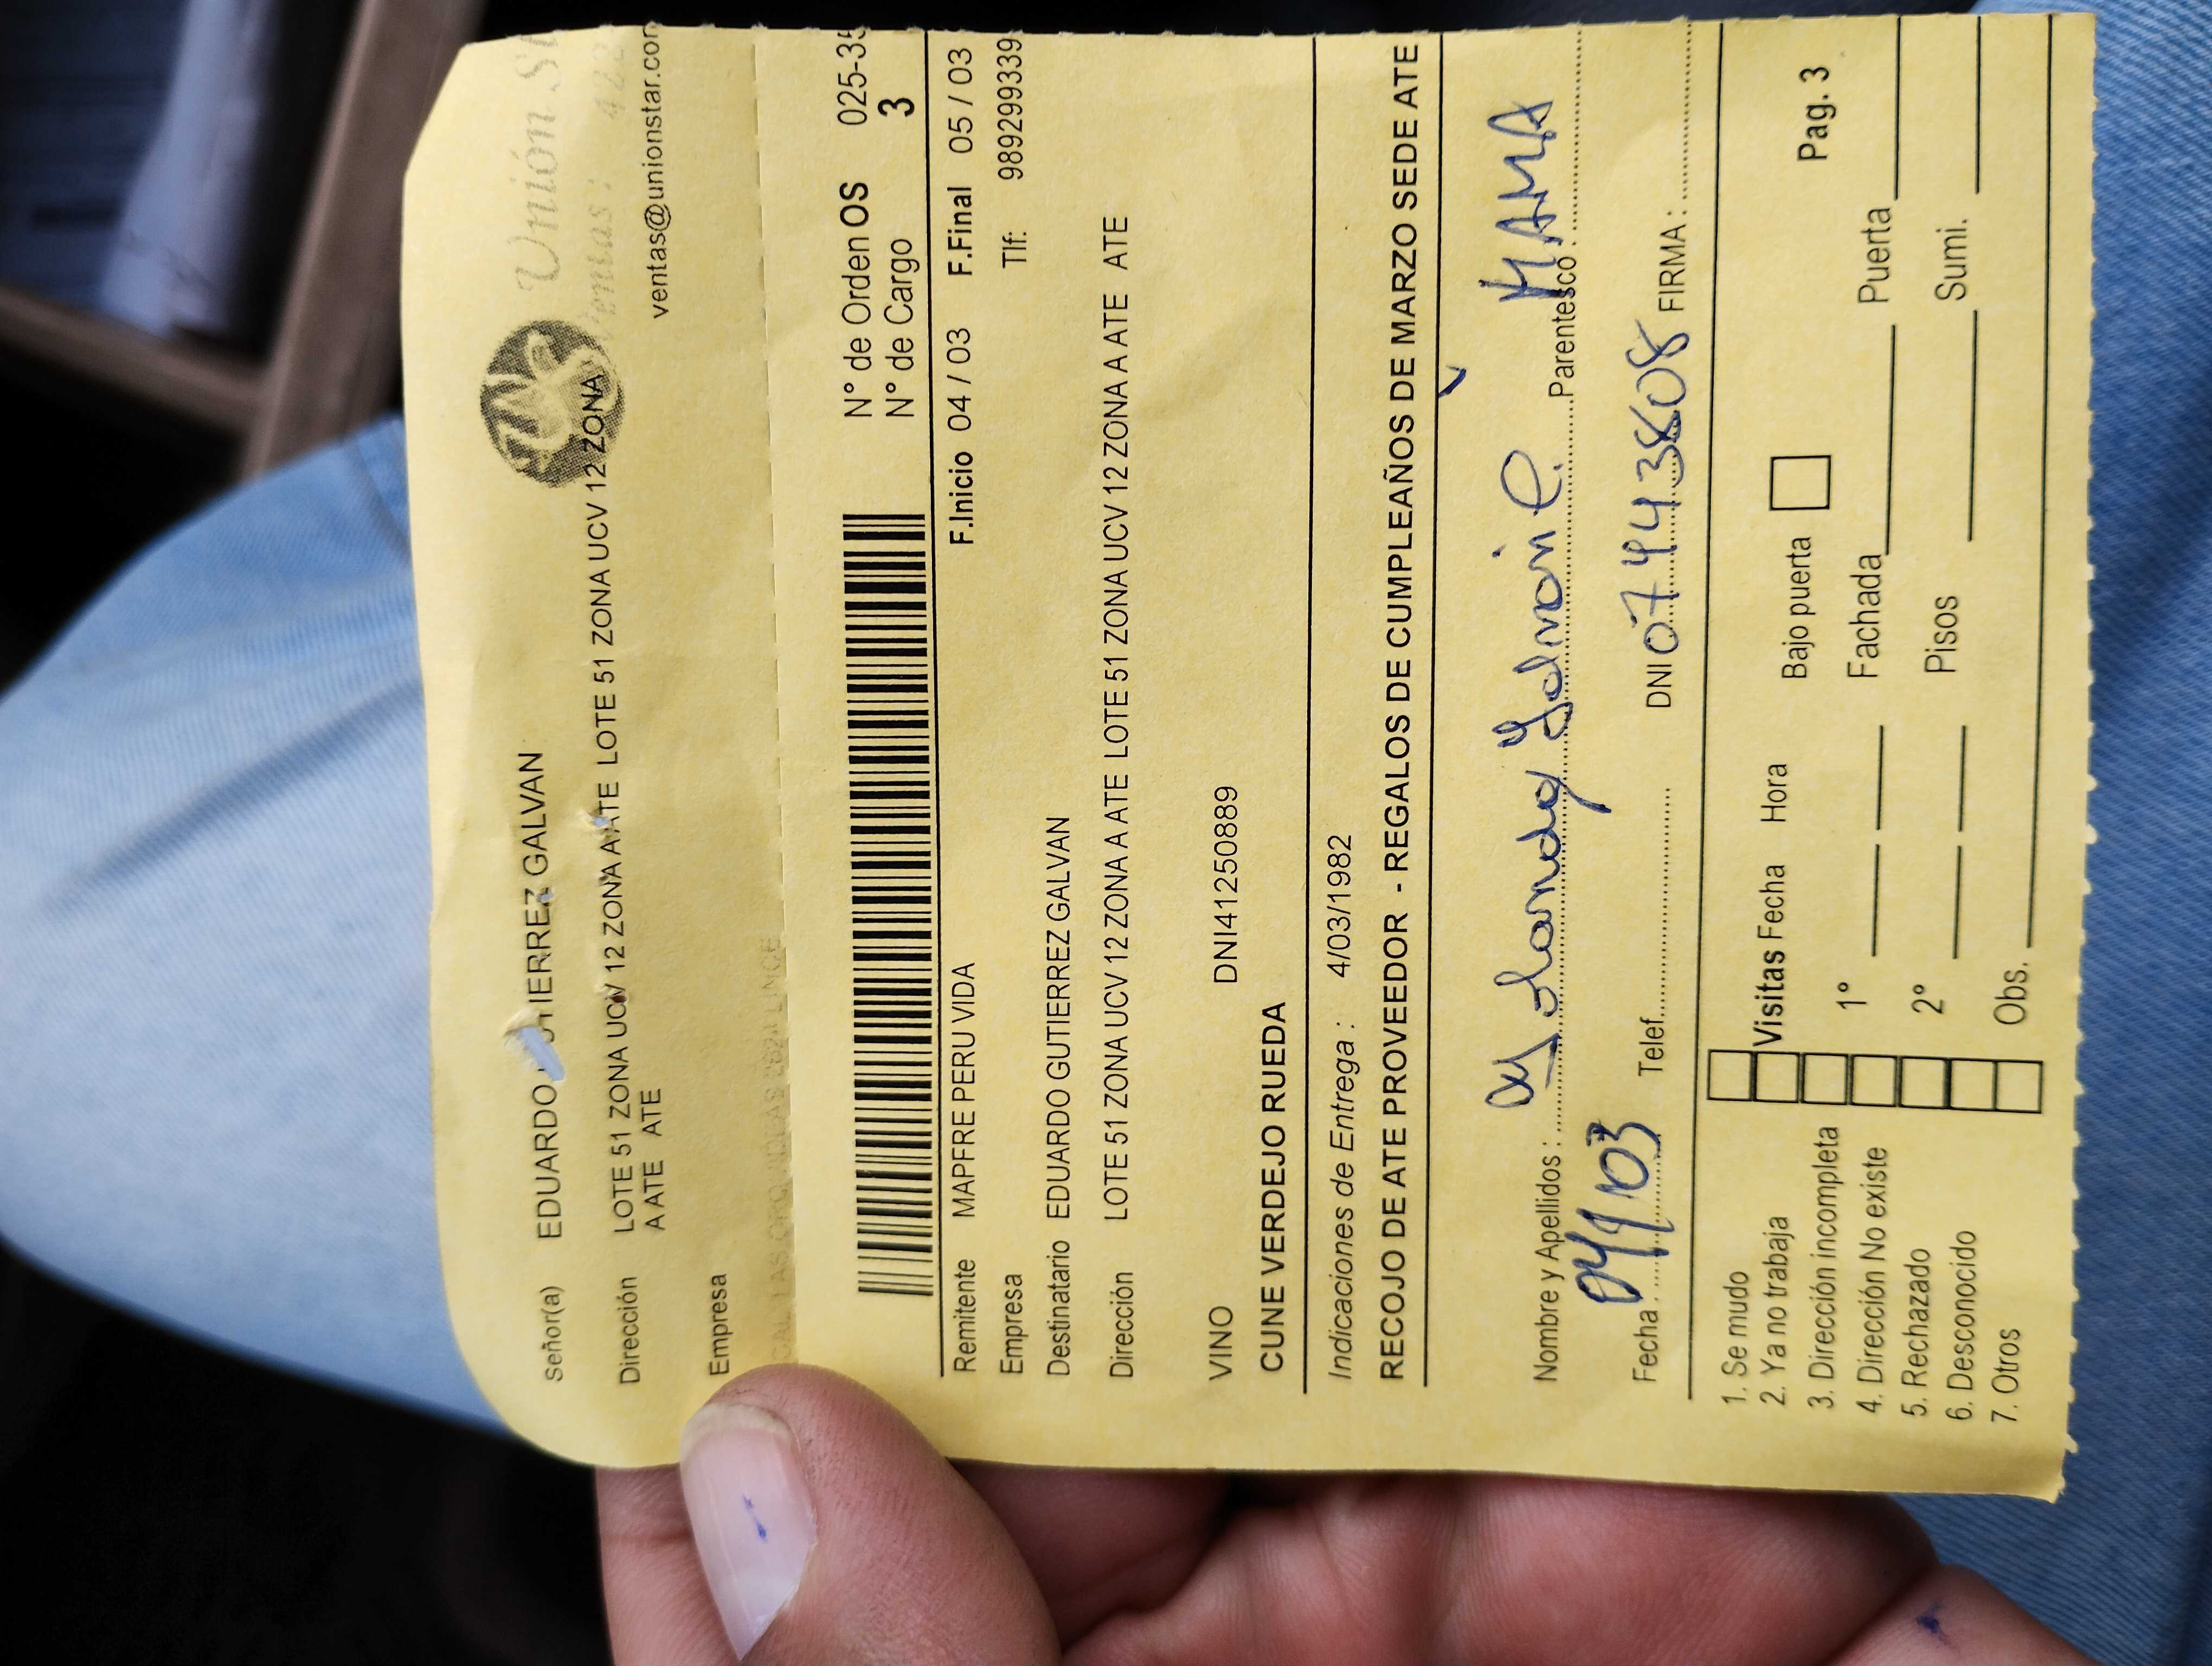 Unión
Señor(a) EDUARDO GALVAN
Ventas:
Dirección LOTE 51 ZONA UCV 12 ZONA A ATE LOTE 51 ZONA UCV 12 ZONA
A ATE ATE
ventas@unionstar.com
Empresa
N° de Orden OS 025-35
N° de Cargo 3
Remitente MAPFRE PERU VIDA F.Inicio 04 / 03 F.Final 05 / 03
Empresa Tlf: 989299339
Destinatario EDUARDO GUTIERREZ GALVAN
Dirección LOTE 51 ZONA UCV 12 ZONA A ATE LOTE 51 ZONA UCV 12 ZONA A ATE ATE
VINO DNI41250889
CUNE VERDEJO RUEDA
Indicaciones de Entrega : 4/03/1982
RECOJO DE ATE PROVEEDOR - REGALOS DE CUMPLEAÑOS DE MARZO SEDE ATE
Nombre y Apellidos : Parentesco : MAMA
Fecha 04/03 Telef. DNI 07443808 FIRMA :
1. Se mudo
2. Ya no trabaja Visitas Fecha Hora Bajo puerta Pag. 3
3. Dirección incompleta
4. Dirección No existe 1° Fachada Puerta
5. Rechazado
6. Desconocido 2° Pisos Sumi.
7. Otros Obs.